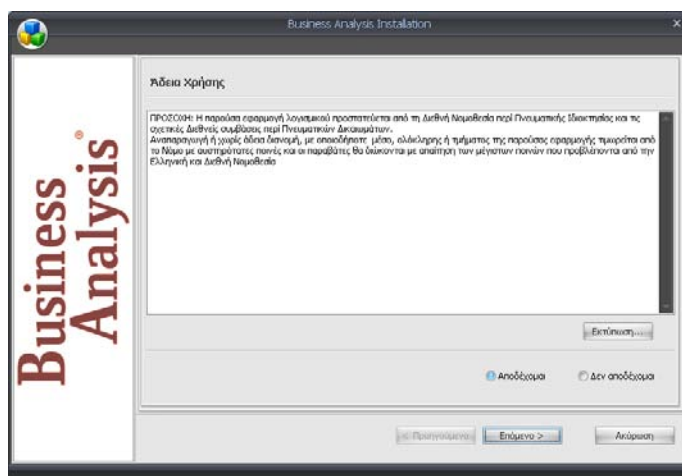 Business Analysis Installation
x
Business
Analysis®
Άδεια Χρήσης
ΠΡΟΣΟΧΗ: Η παρούσα εφαρμογή λογισμικού προστατεύεται από τη Διεθνή Νομοθεσία περί Πνευματικής Ιδιοκτησίας και τις
σχετικές Διεθνείς συμβάσεις περί Πνευματικών Δικαιωμάτων.
Αναπαραγωγή ή χωρίς άδεια διανομή, με οποιοδήποτε μέσο, ολόκληρης ή τμήματος της παρούσας εφαρμογής τιμωρείται από
το Νόμο με αυστηρότατες ποινές και οι παραβάτες θα διώκονται με απαίτηση των μέγιστων ποινών που προβλέπονται από την
Ελληνική και Διεθνή Νομοθεσία
Εκτύπωση...
Αποδέχομαι
Δεν αποδέχομαι
< Προηγούμενο
Επόμενο >
Ακύρωση